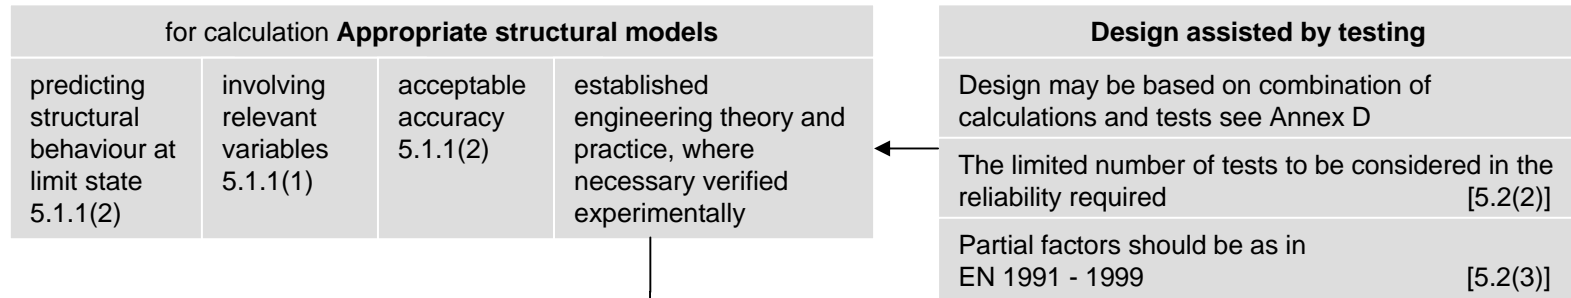 for calculation Appropriate structural models
predicting
structural
behaviour at
limit state
5.1.1(2)
involving
relevant
variables
5.1.1(1)
acceptable
accuracy
5.1.1(2)
established
engineering theory and
practice, where
necessary verified
experimentally
Design assisted by testing
Design may be based on combination of
calculations and tests see Annex D
The limited number of tests to be considered in the
reliability required [5.2(2)]
Partial factors should be as in
EN 1991 - 1999 [5.2(3)]